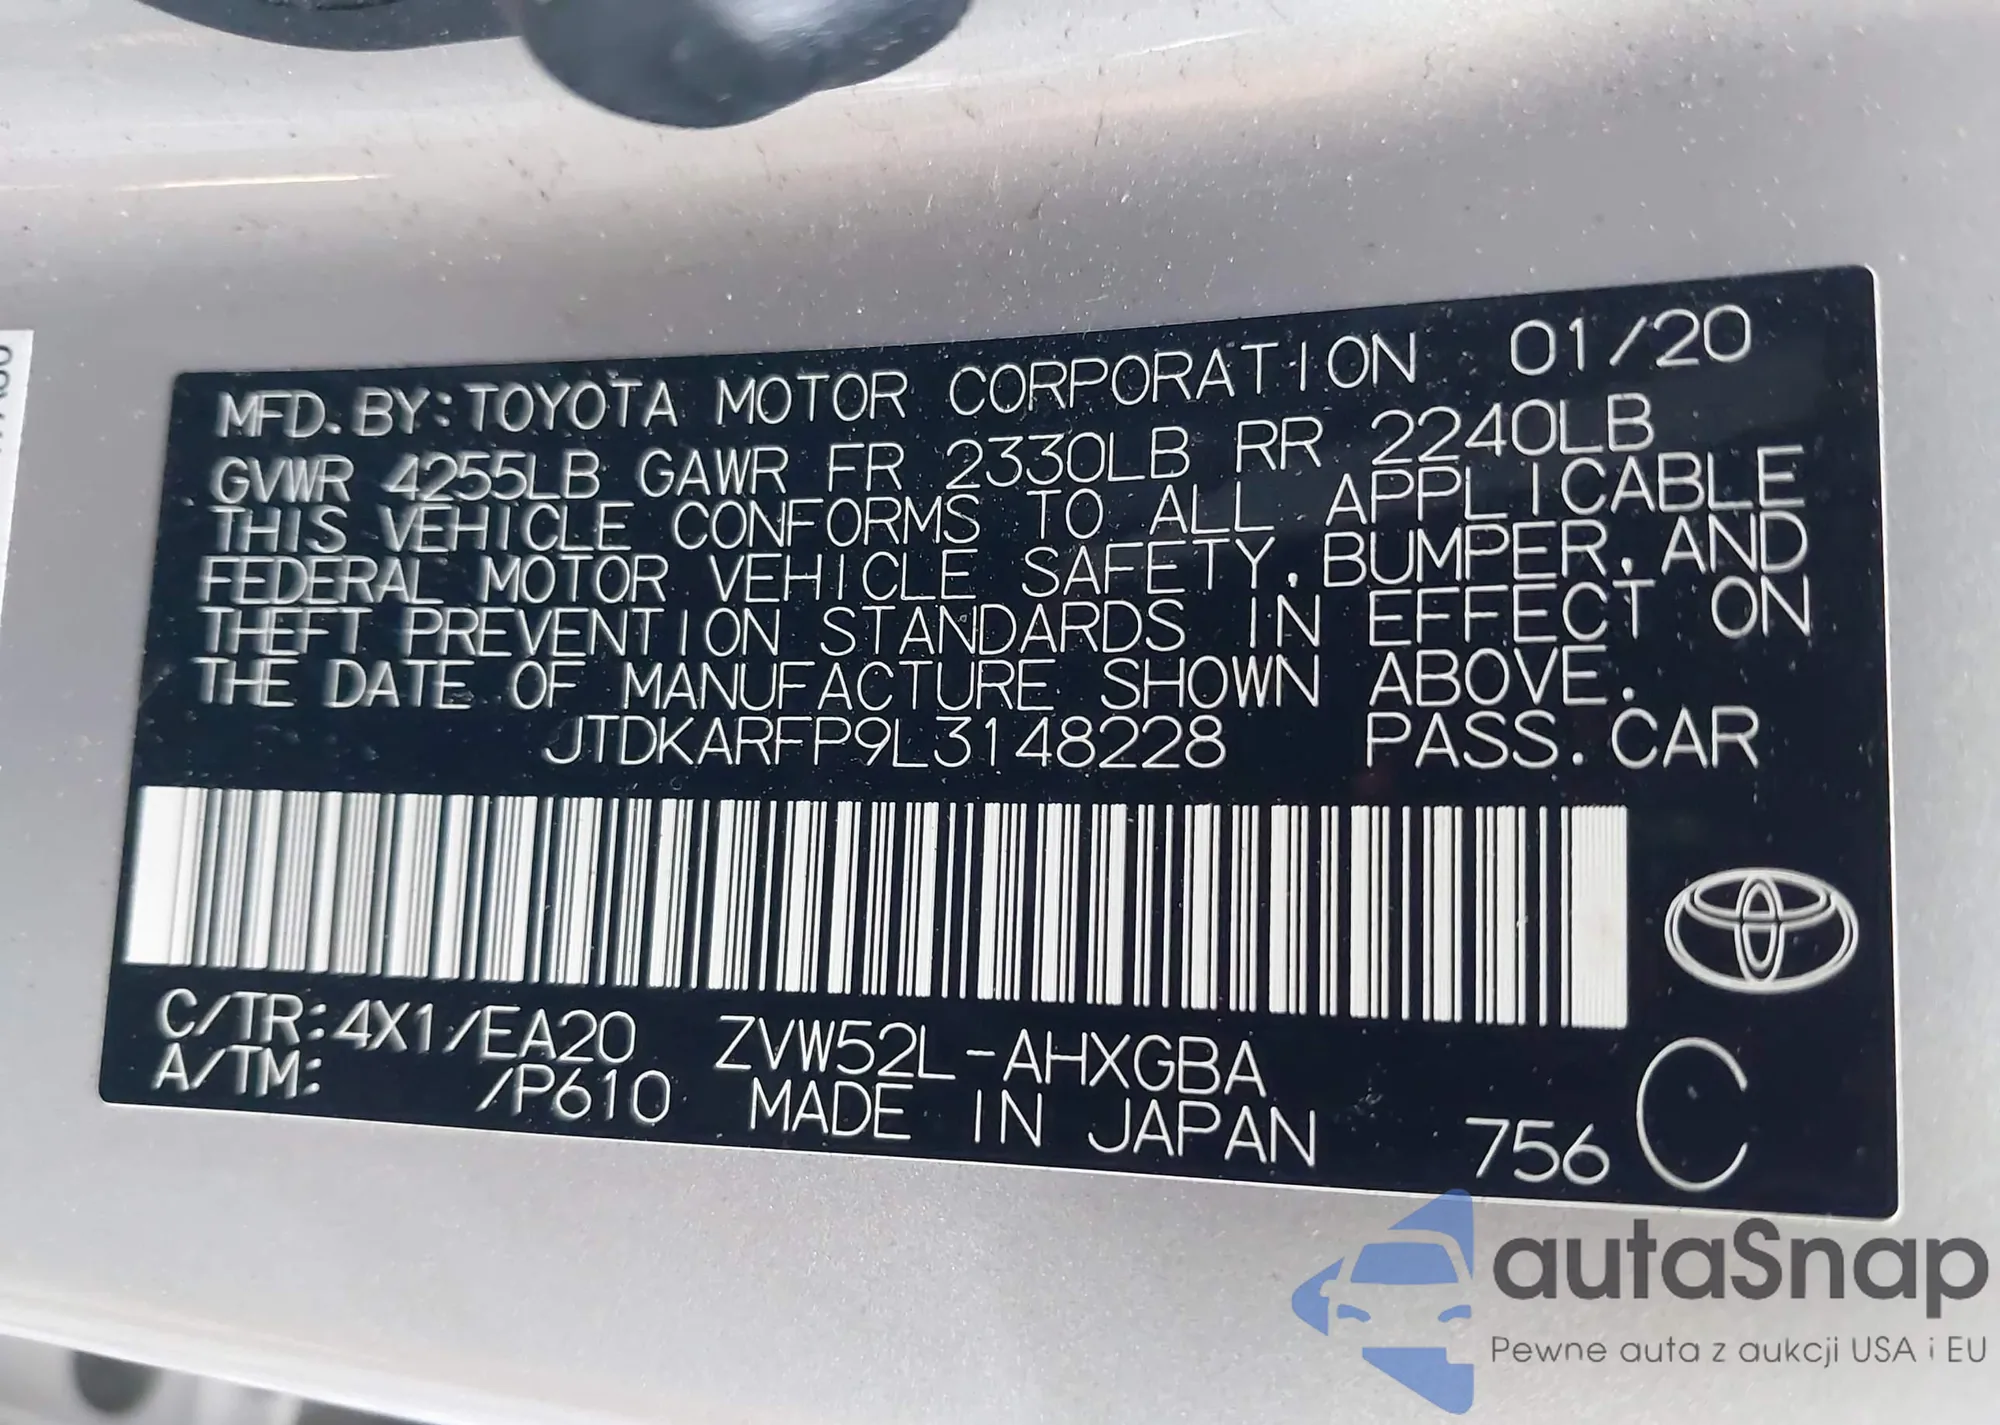 MFD. BY: TOYOTA MOTOR CORPORATION 01/20
GVWR 4255LB GAWR FR 2330LB RR 2240LB
THIS VEHICLE CONFORMS TO ALL APPLICABLE
FEDERAL MOTOR VEHICLE SAFETY, BUMPER, AND
THEFT PREVENTION STANDARDS IN EFFECT ON
THE DATE OF MANUFACTURE SHOWN ABOVE.
JTDKARFP9L3148228 PASS. CAR
C/TR: 4X1/EA20 ZVW52L-AHXGBA
A/TM: /P610 MADE IN JAPAN 756 C
autaSnap
Pewne auta z aukcji USA i EU